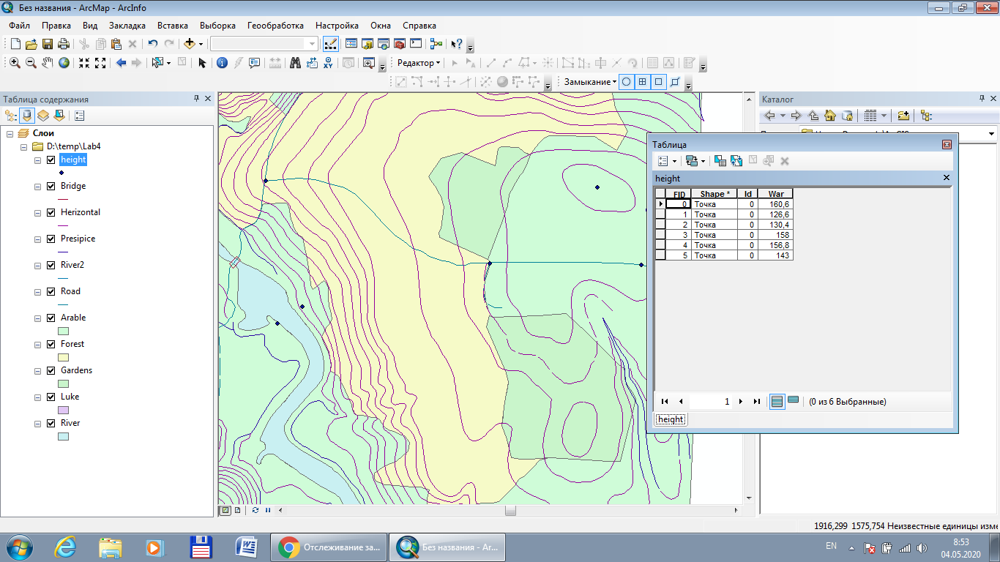 Без названия - ArcMap - ArcInfo
Файл Правка Вид Закладка Вставка Выборка Геообработка Настройка Окна Справка
Редактор
Замыкание
Таблица содержания
Каталог
Слои
D:\temp\Lab4
height
Bridge
Herizontal
Presipice
River2
Road
Arable
Forest
Gardens
Luke
River
Таблица
height
FID Shape * Id War
0 Точка 0 160,6
1 Точка 0 126,6
2 Точка 0 130,4
3 Точка 0 158
4 Точка 0 156,8
5 Точка 0 143
1 (0 из 6 Выбранные)
height
1916,299 1575,754 Неизвестные единицы изме
Отслеживание за...
Без названия - Ar...
EN
8:53
04.05.2020